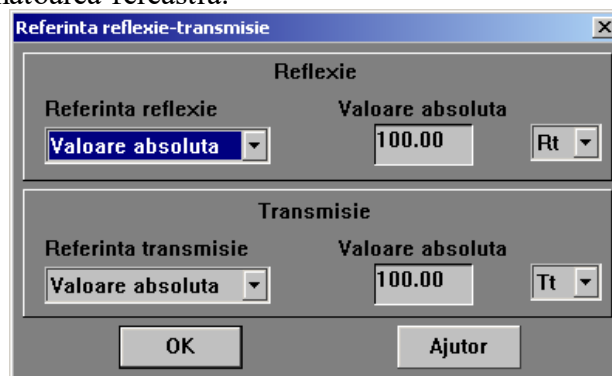 Referinta reflexie-transmisie
Reflexie
Referinta reflexie Valoare absoluta
Valoare absoluta 100.00 Rt
Transmisie
Referinta transmisie Valoare absoluta
Valoare absoluta 100.00 Tt
OK Ajutor